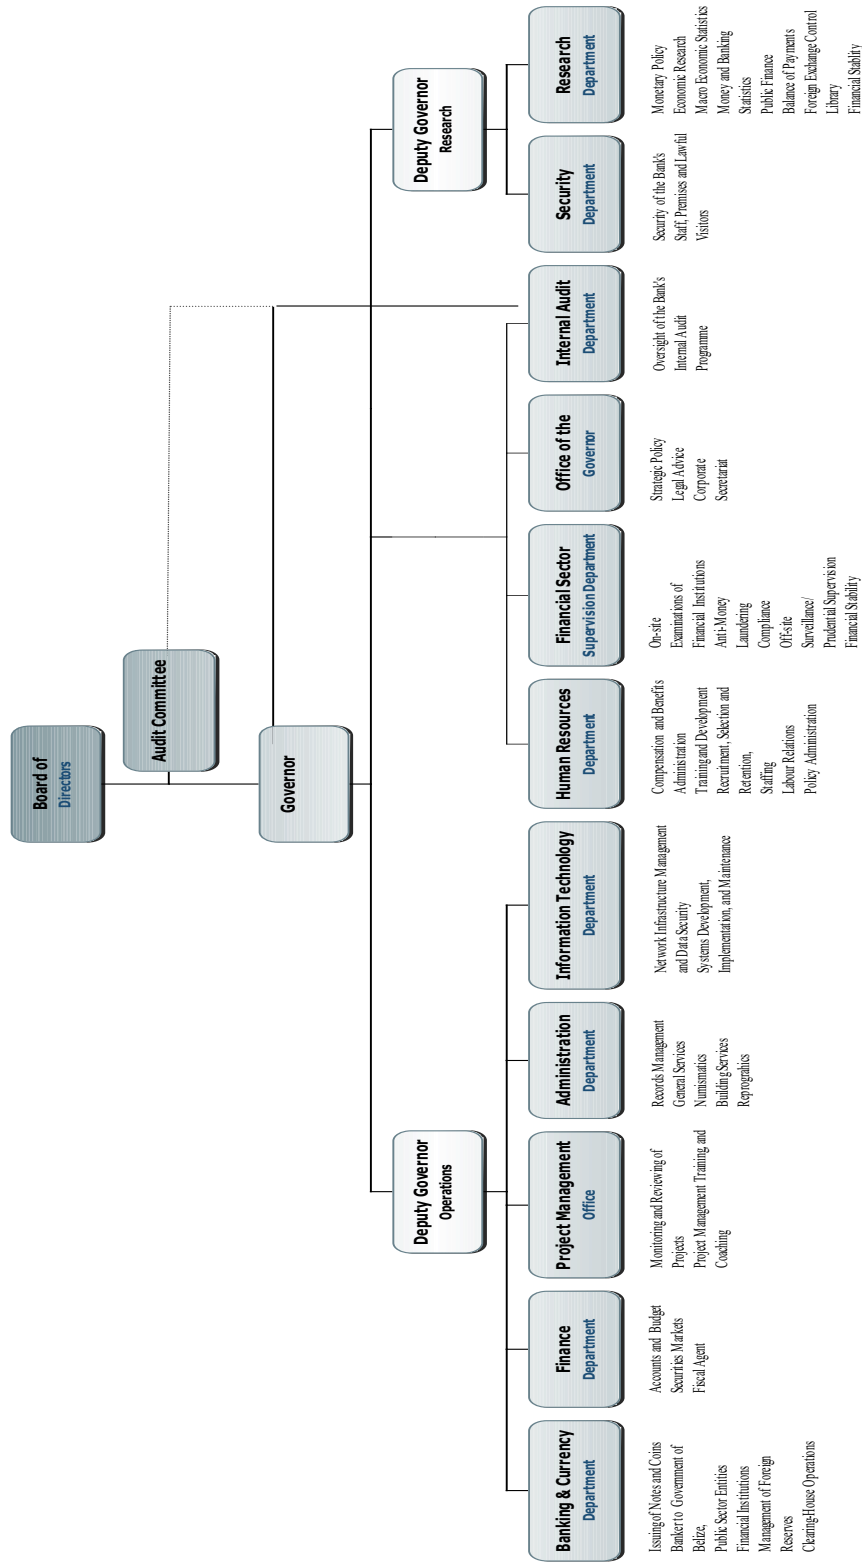 Board of
Directors
Audit Committee
Governor
Deputy Governor
Operations
Deputy Governor
Research
Banking & Currency
Department
Issuing of Notes and Coins
Banker to Government of
Belize,
Public Sector Entities
Financial Institutions
Management of Foreign
Reserves
Clearing-House Operations
Finance
Department
Accounts and Budget
Securities Markets
Fiscal Agent
Project Management
Office
Monitoring and Reviewing of
Projects
Project Management Training and
Coaching
Administration
Department
Records Management
General Services
Numismatics
Building Services
Reprograhics
Information Technology
Department
Network Infrastructure Management
and Data Security
Systems Development,
Implementation, and Maintenance
Human Resources
Department
Compensation and Benefits
Administration
Training and Development
Recruitment, Selection and
Retention,
Staffing
Labour Relations
Policy Administration
Financial Sector
Supervision Department
On-site
Examinations of
Financial Institutions
Anti-Money
Laundering
Compliance
Off-site
Surveillance/
Prudential Supervision
Financial Stability
Office of the
Governor
Strategic Policy
Legal Advice
Corporate
Secretariat
Internal Audit
Department
Oversight of the Bank's
Internal Audit
Programme
Security
Department
Security of the Bank's
Staff, Premises and Lawful
Visitors
Research
Department
Monetary Policy
Economic Research
Macro Economic Statistics
Money and Banking
Statistics
Public Finance
Balance of Payments
Foreign Exchange Control
Library
Financial Stablity